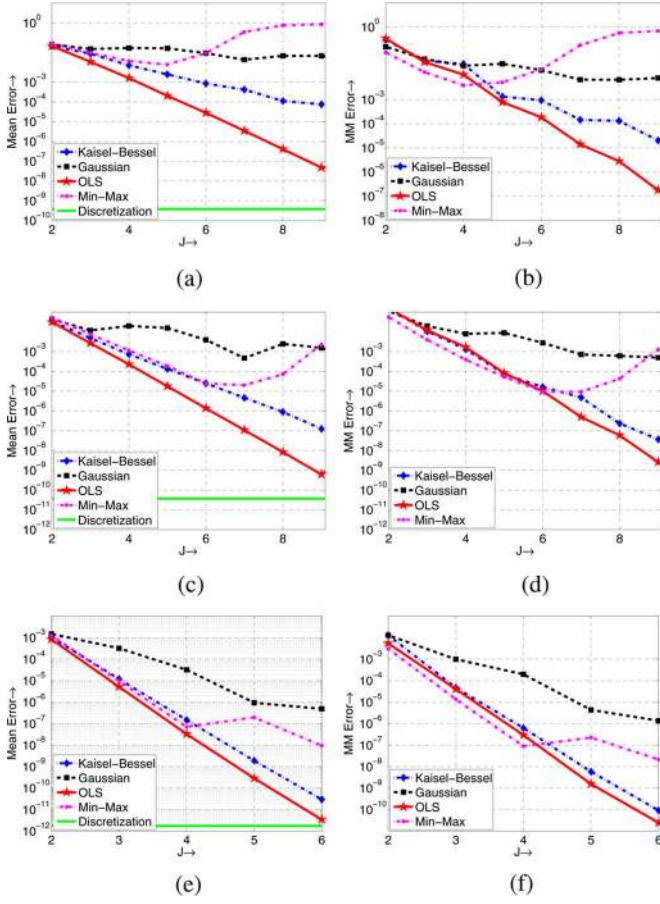 10^0
10^-3
10^-4
10^-5
10^-6
10^-7
10^-8
10^-9
10^-10
Mean Error→
Kaisel-Bessel
Gaussian
OLS
Min-Max
Discretization
2 4 6 8
J→
(a)
10^0
10^-3
10^-4
10^-5
10^-6
10^-7
10^-8
MM Error→
Kaisel-Bessel
Gaussian
OLS
Min-Max
2 4 6 8
J→
(b)
10^-3
10^-4
10^-5
10^-6
10^-7
10^-8
10^-9
10^-10
10^-11
10^-12
Mean Error→
Kaisel-Bessel
Gaussian
OLS
Min-Max
Discretization
2 4 6 8
J→
(c)
10^-3
10^-4
10^-5
10^-6
10^-7
10^-8
10^-9
10^-10
10^-11
10^-12
MM Error→
Kaisel-Bessel
Gaussian
OLS
Min-Max
2 4 6 8
J→
(d)
10^-3
10^-4
10^-5
10^-6
10^-7
10^-8
10^-9
10^-10
10^-11
10^-12
Mean Error→
Kaisel-Bessel
Gaussian
OLS
Min-Max
Discretization
2 3 4 5 6
J→
(e)
10^-3
10^-4
10^-5
10^-6
10^-7
10^-8
10^-9
10^-10
MM Error→
Kaisel-Bessel
Gaussian
OLS
Min-Max
2 3 4 5 6
J→
(f)